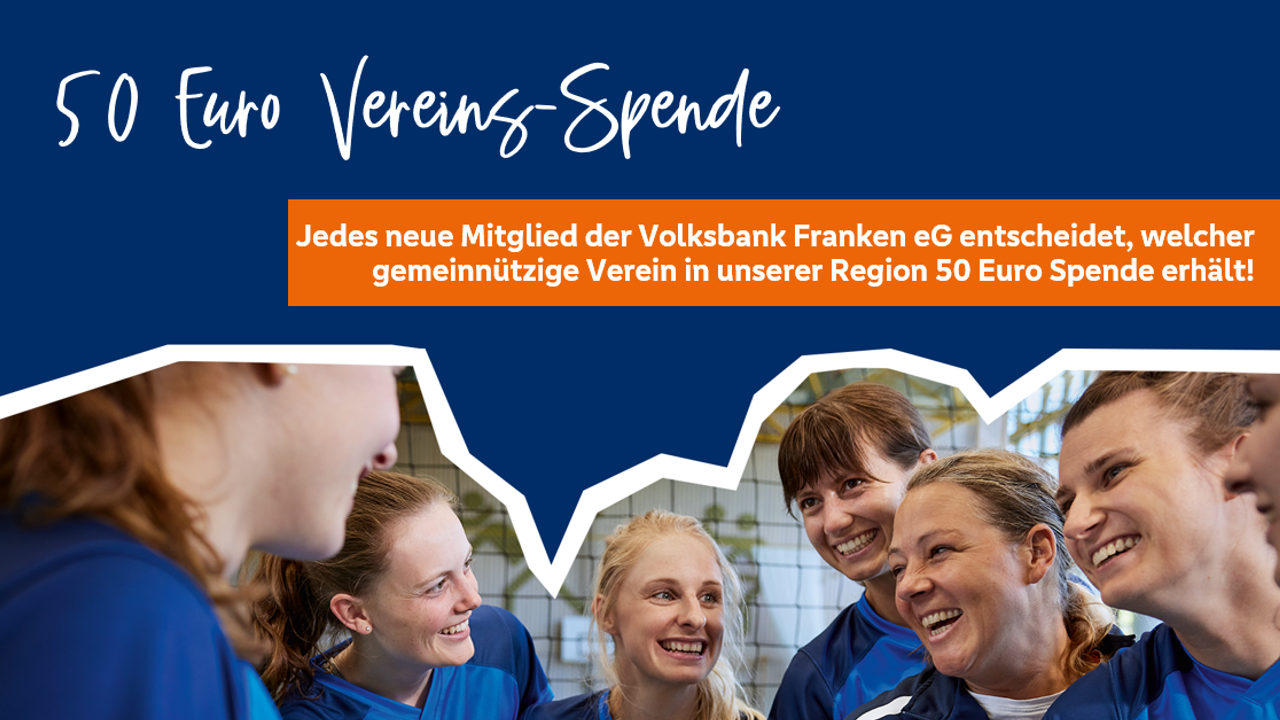 50 Euro Vereins-Spende
Jedes neue Mitglied der Volksbank Franken eG entscheidet, welcher
gemeinnützige Verein in unserer Region 50 Euro Spende erhält!